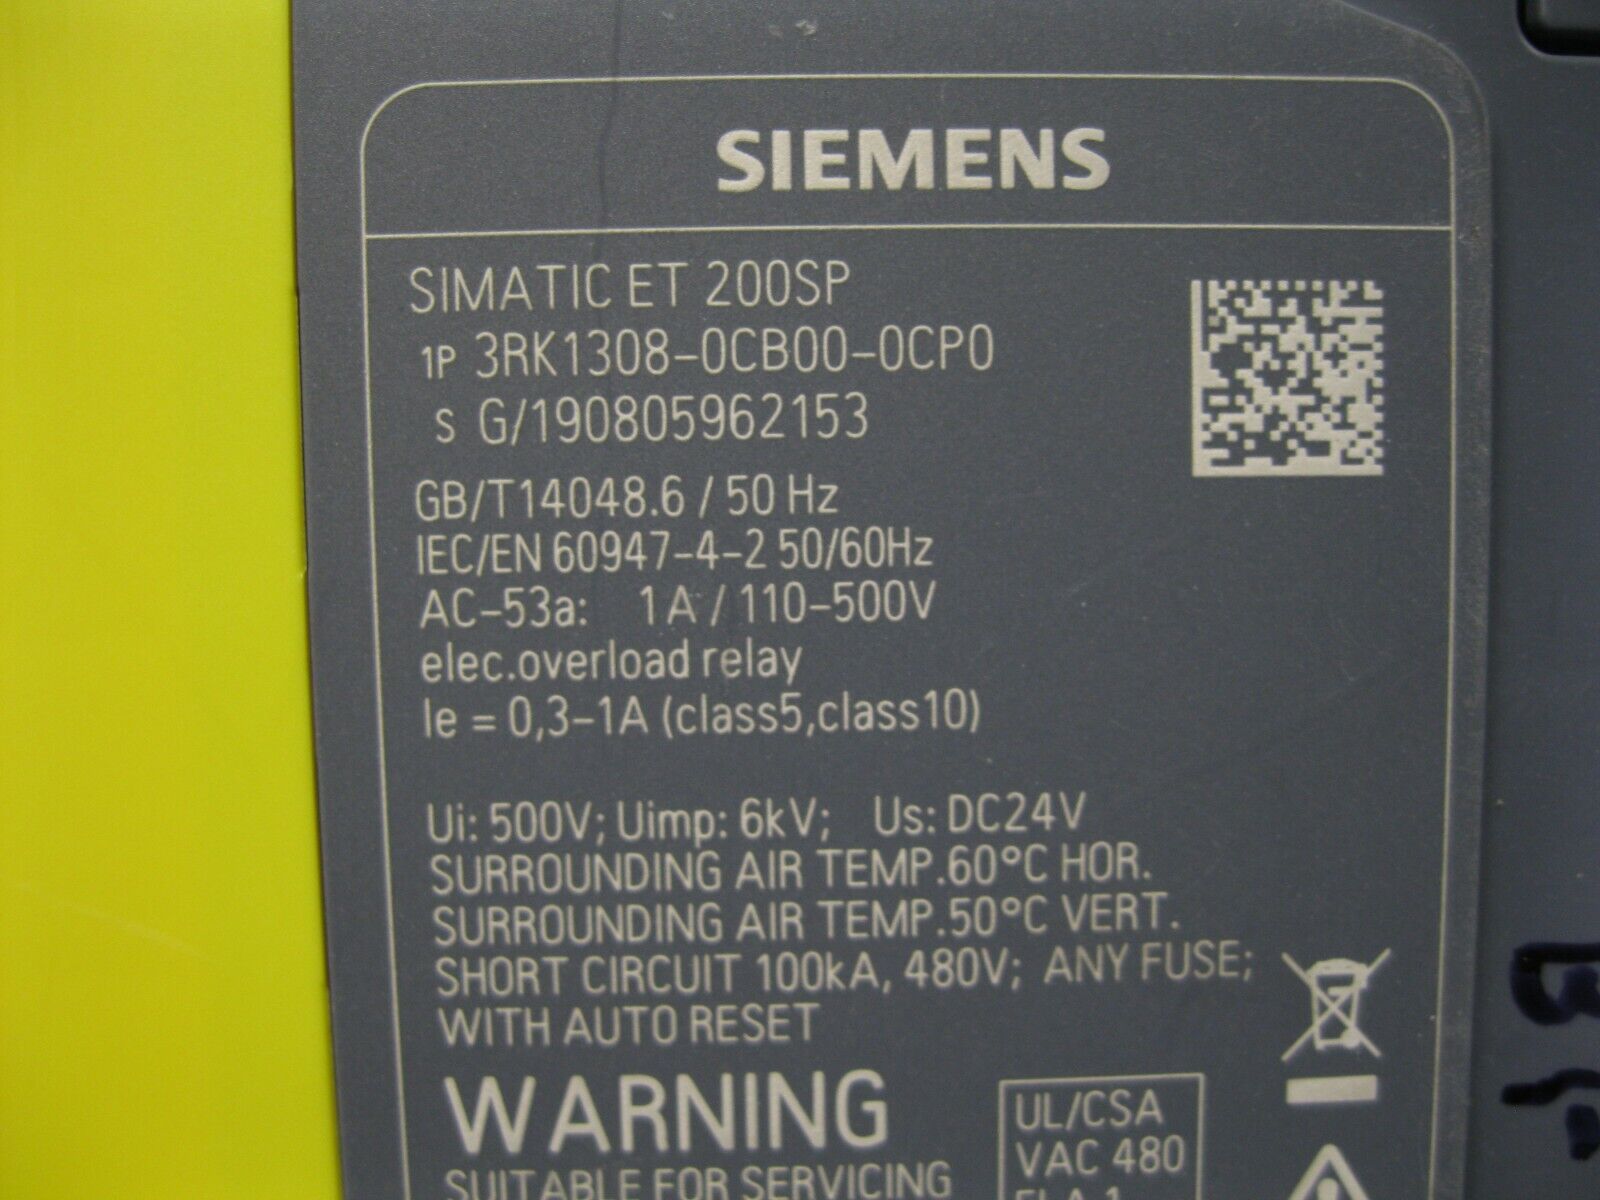 SIEMENS
SIMATIC ET 200SP
1P 3RK1308-0CB00-0CP0
S G/190805962153
GB/T14048.6 / 50 Hz
IEC/EN 60947-4-2 50/60Hz
AC-53a: 1A / 110-500V
elec.overload relay
Ie = 0,3-1A (class5,class10)
Ui: 500V; Uimp: 6kV; Us: DC24V
SURROUNDING AIR TEMP.60°C HOR.
SURROUNDING AIR TEMP.50°C VERT.
SHORT CIRCUIT 100kA, 480V; ANY FUSE;
WITH AUTO RESET
WARNING
SUITABLE FOR SERVICING
UL/CSA
VAC 480
FLA 1